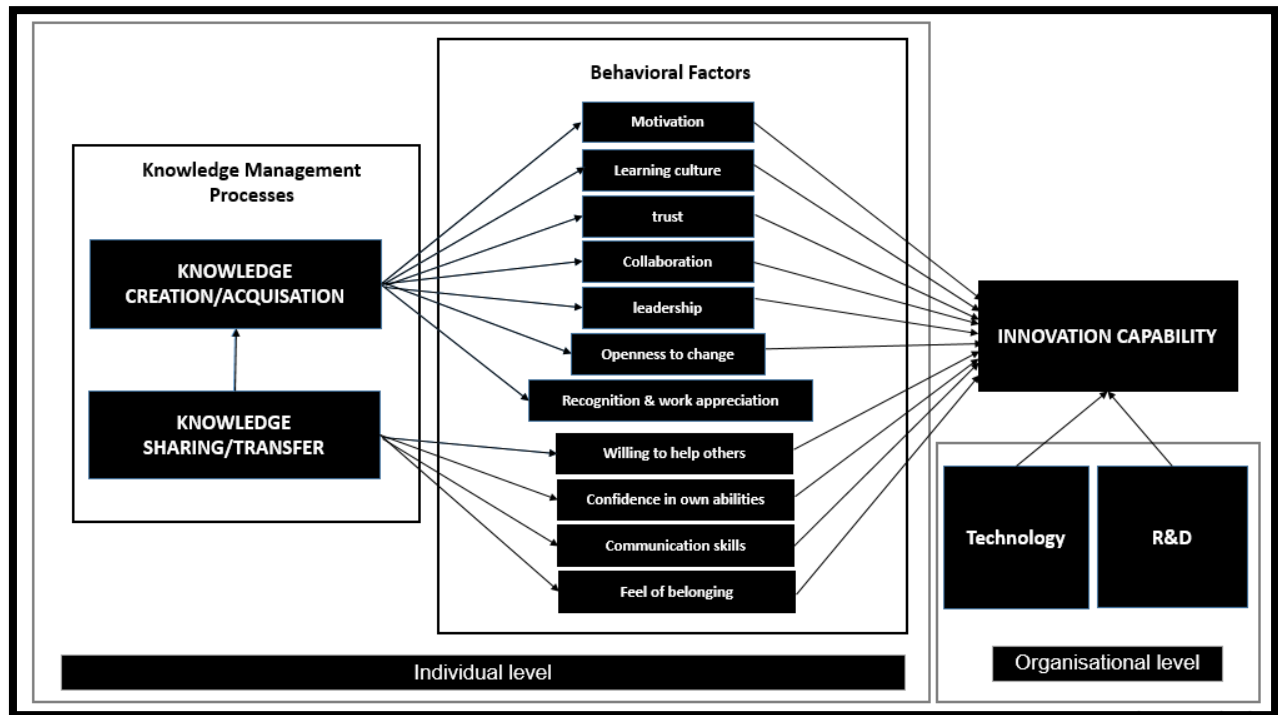 Behavioral Factors
Motivation
Learning culture
trust
Collaboration
leadership
Openness to change
Recognition & work appreciation
Willing to help others
Confidence in own abilities
Communication skills
Feel of belonging
Knowledge Management
Processes
KNOWLEDGE
CREATION/ACQUISATION
KNOWLEDGE
SHARING/TRANSFER
INNOVATION CAPABILITY
Technology
R&D
Individual level
Organisational level